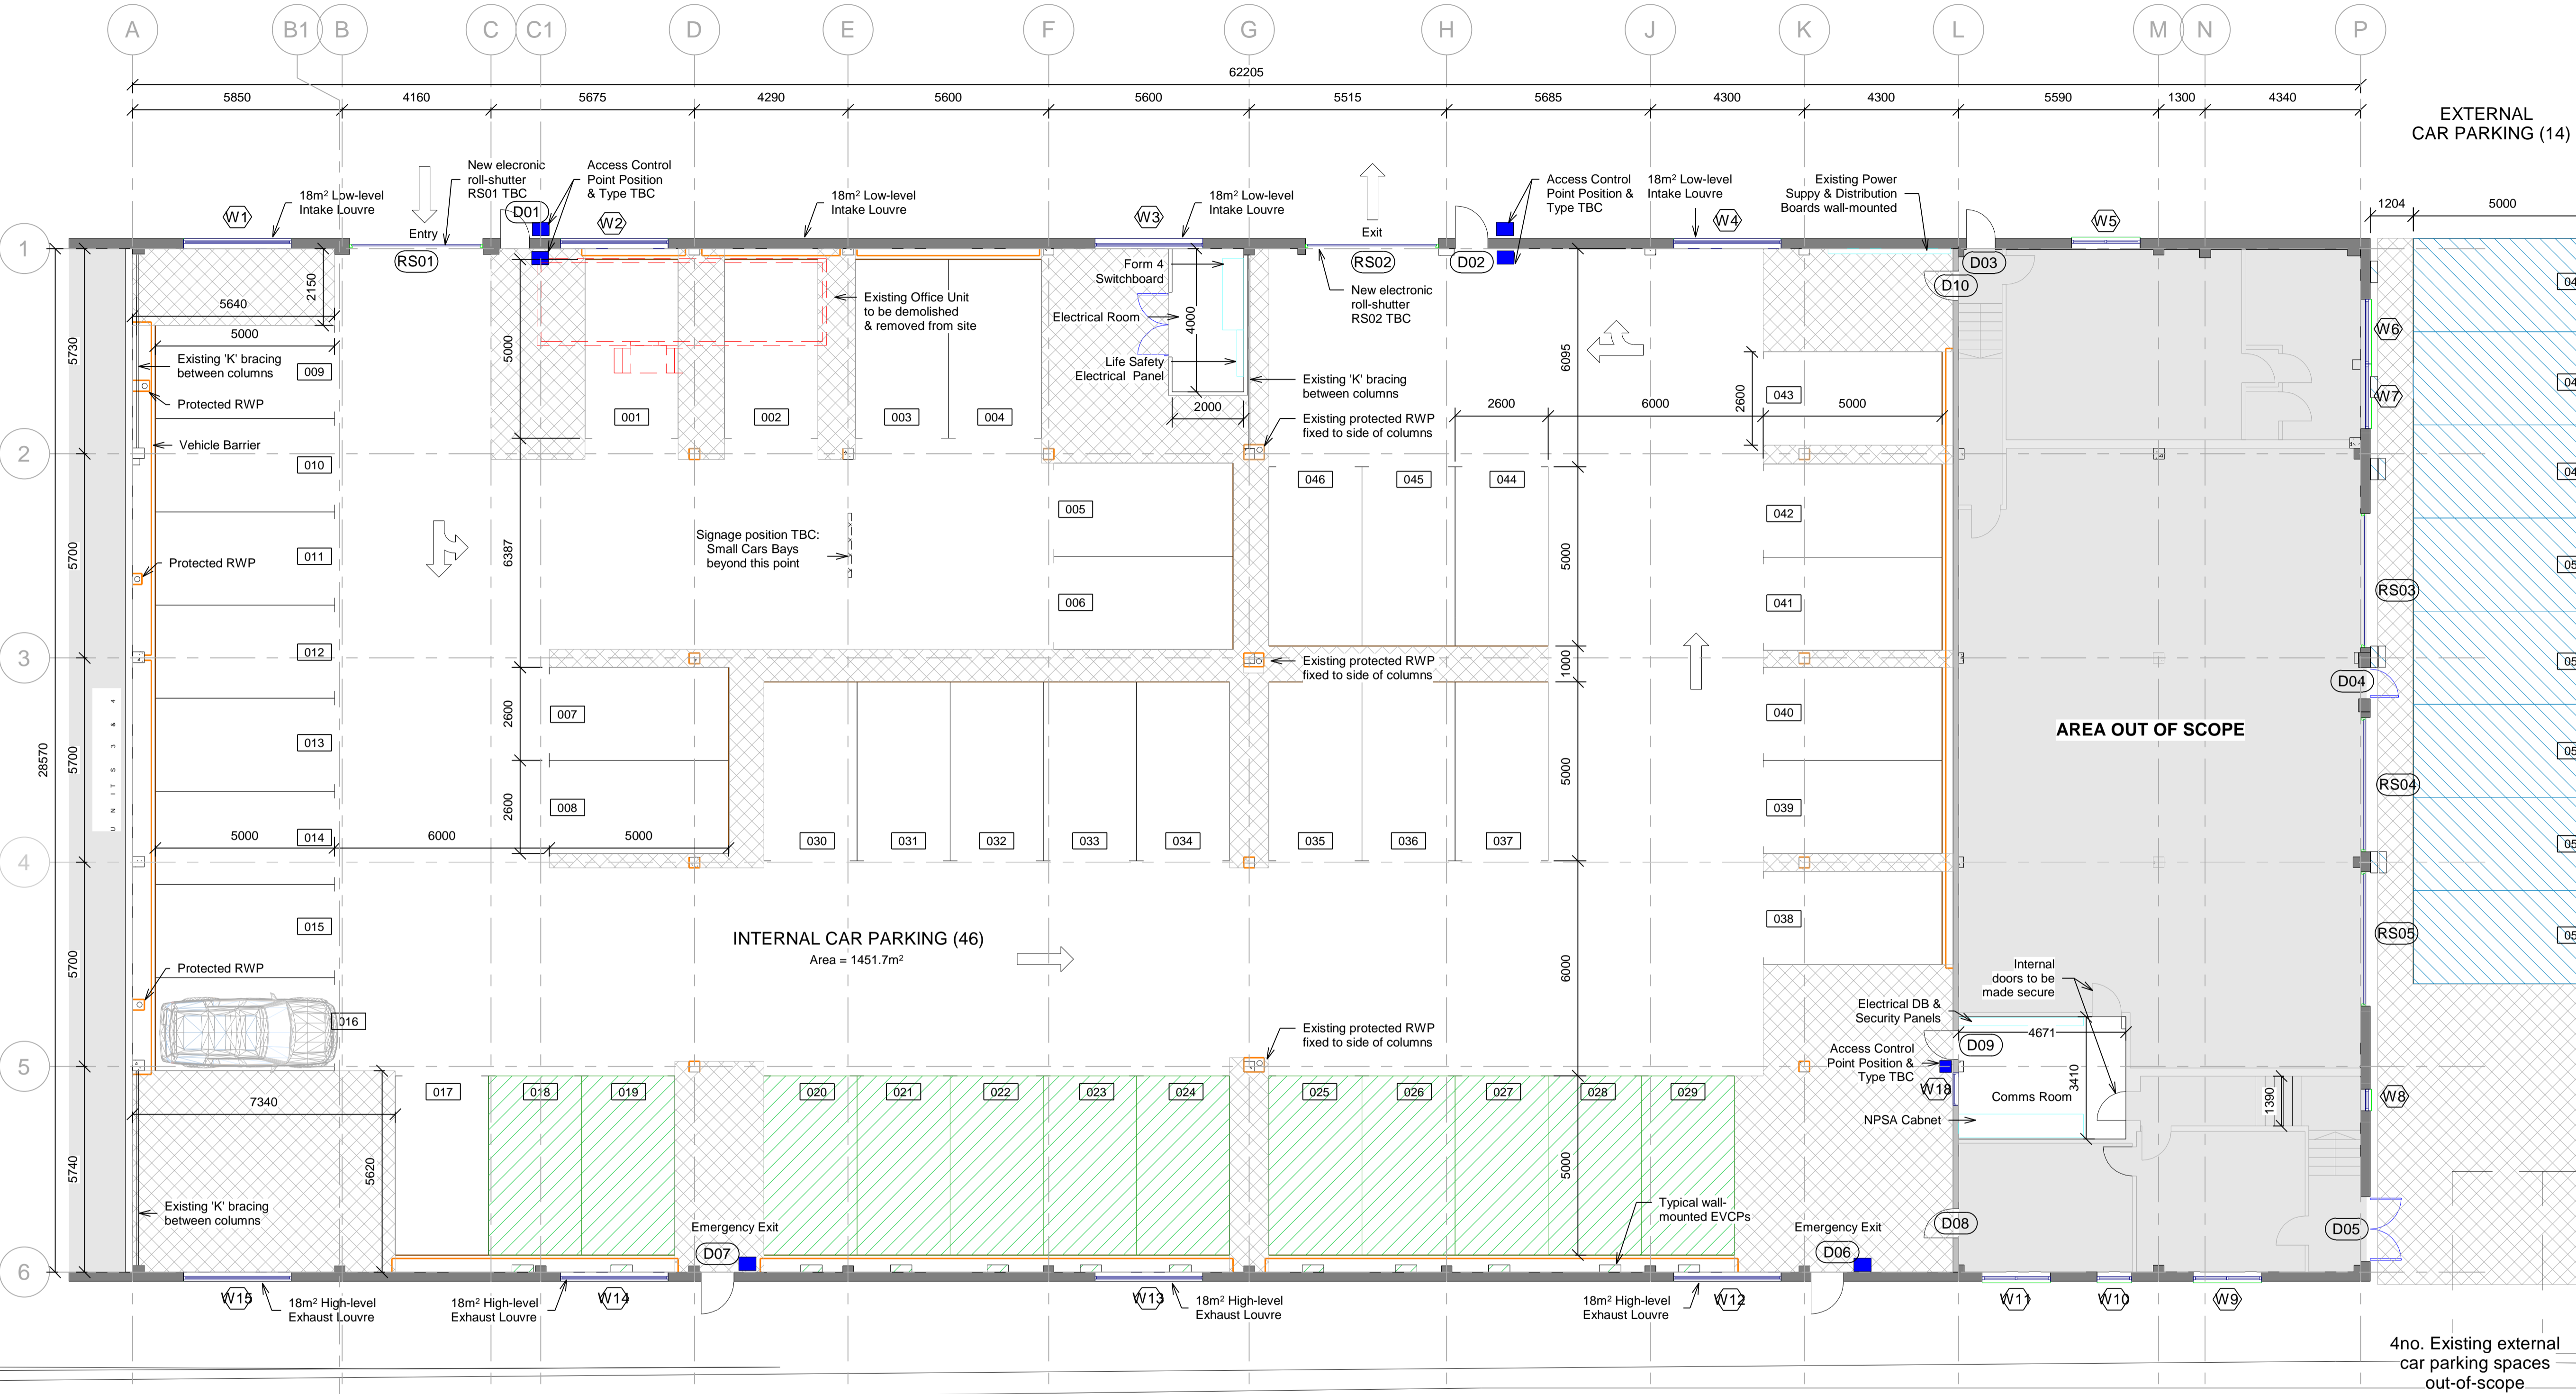 A
B1
B
C
C1
D
E
F
G
H
J
K
L
M
N
P
62205
5850
4160
5675
4290
5600
5600
5515
5685
4300
4300
5590
1300
4340
EXTERNAL
CAR PARKING (14)
1204
5000
W1
18m² Low-level
Intake Louvre
Entry
RS01
New elecronic
roll-shutter
RS01 TBC
D01
Access Control
Point Position
& Type TBC
W2
18m² Low-level
Intake Louvre
W3
18m² Low-level
Intake Louvre
Exit
RS02
D02
Access Control
Point Position &
Type TBC
18m² Low-level
Intake Louvre
W4
Existing Power
Suppy & Distribution
Boards wall-mounted
D03
D10
W5
1
2
3
4
5
6
28570
5730
5700
5700
5700
5740
UNITS 3 & 4
5640
2150
5000
Existing 'K' bracing
between columns
009
Protected RWP
Vehicle Barrier
010
011
Protected RWP
012
013
5000
014
6000
5000
015
Protected RWP
016
7340
5620
Existing 'K' bracing
between columns
5000
6387
2600
2600
Existing Office Unit
to be demolished
& removed from site
001
002
003
004
Form 4
Switchboard
Electrical Room
4000
Life Safety
Electrical Panel
2000
New electronic
roll-shutter
RS02 TBC
Existing 'K' bracing
between columns
Existing protected RWP
fixed to side of columns
2600
6000
2600
5000
6095
043
046
045
044
005
006
Signage position TBC:
Small Cars Bays
beyond this point
042
041
5000
1000
Existing protected RWP
fixed to side of columns
007
008
040
039
5000
030
031
032
033
034
035
036
037
038
INTERNAL CAR PARKING (46)
Area = 1451.7m²
6000
Existing protected RWP
fixed to side of columns
017
018
019
020
021
022
023
024
025
026
027
028
029
5000
Typical wall-
mounted EVCPs
Emergency Exit
D07
Emergency Exit
D06
AREA OUT OF SCOPE
W6
W7
RS03
D04
RS04
RS05
W8
D05
Internal
doors to be
made secure
Electrical DB &
Security Panels
4671
D09
Access Control
Point Position &
Type TBC
W18
3410
Comms Room
NPSA Cabnet
1390
D08
04
04
04
05
05
05
05
05
W15
18m² High-level
Exhaust Louvre
18m² High-level
Exhaust Louvre
W14
W13
18m² High-level
Exhaust Louvre
18m² High-level
Exhaust Louvre
W12
W11
W10
W9
4no. Existing external
car parking spaces
out-of-scope